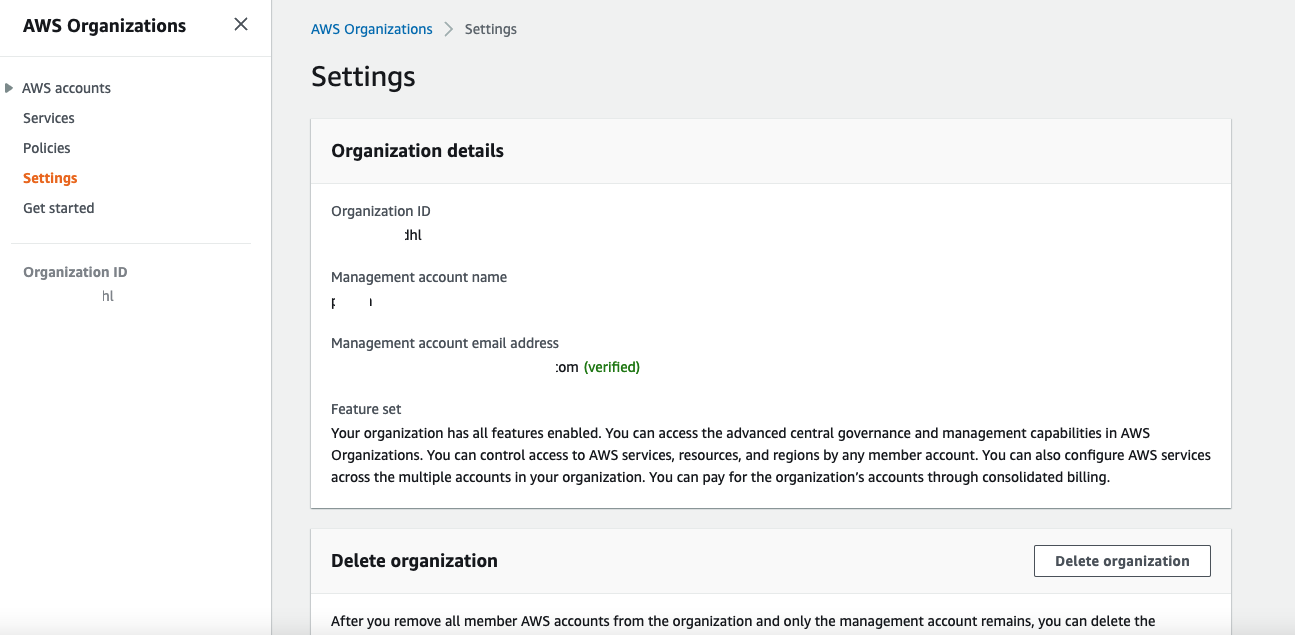 AWS Organizations
AWS accounts
Services
Policies
Settings
Get started
Organization ID
hl
AWS Organizations > Settings
Settings
Organization details
Organization ID
dhl
Management account name
Management account email address
com (verified)
Feature set
Your organization has all features enabled. You can access the advanced central governance and management capabilities in AWS
Organizations. You can control access to AWS services, resources, and regions by any member account. You can also configure AWS services
across the multiple accounts in your organization. You can pay for the organization's accounts through consolidated billing.
Delete organization
Delete organization
After you remove all member AWS accounts from the organization and only the management account remains, you can delete the